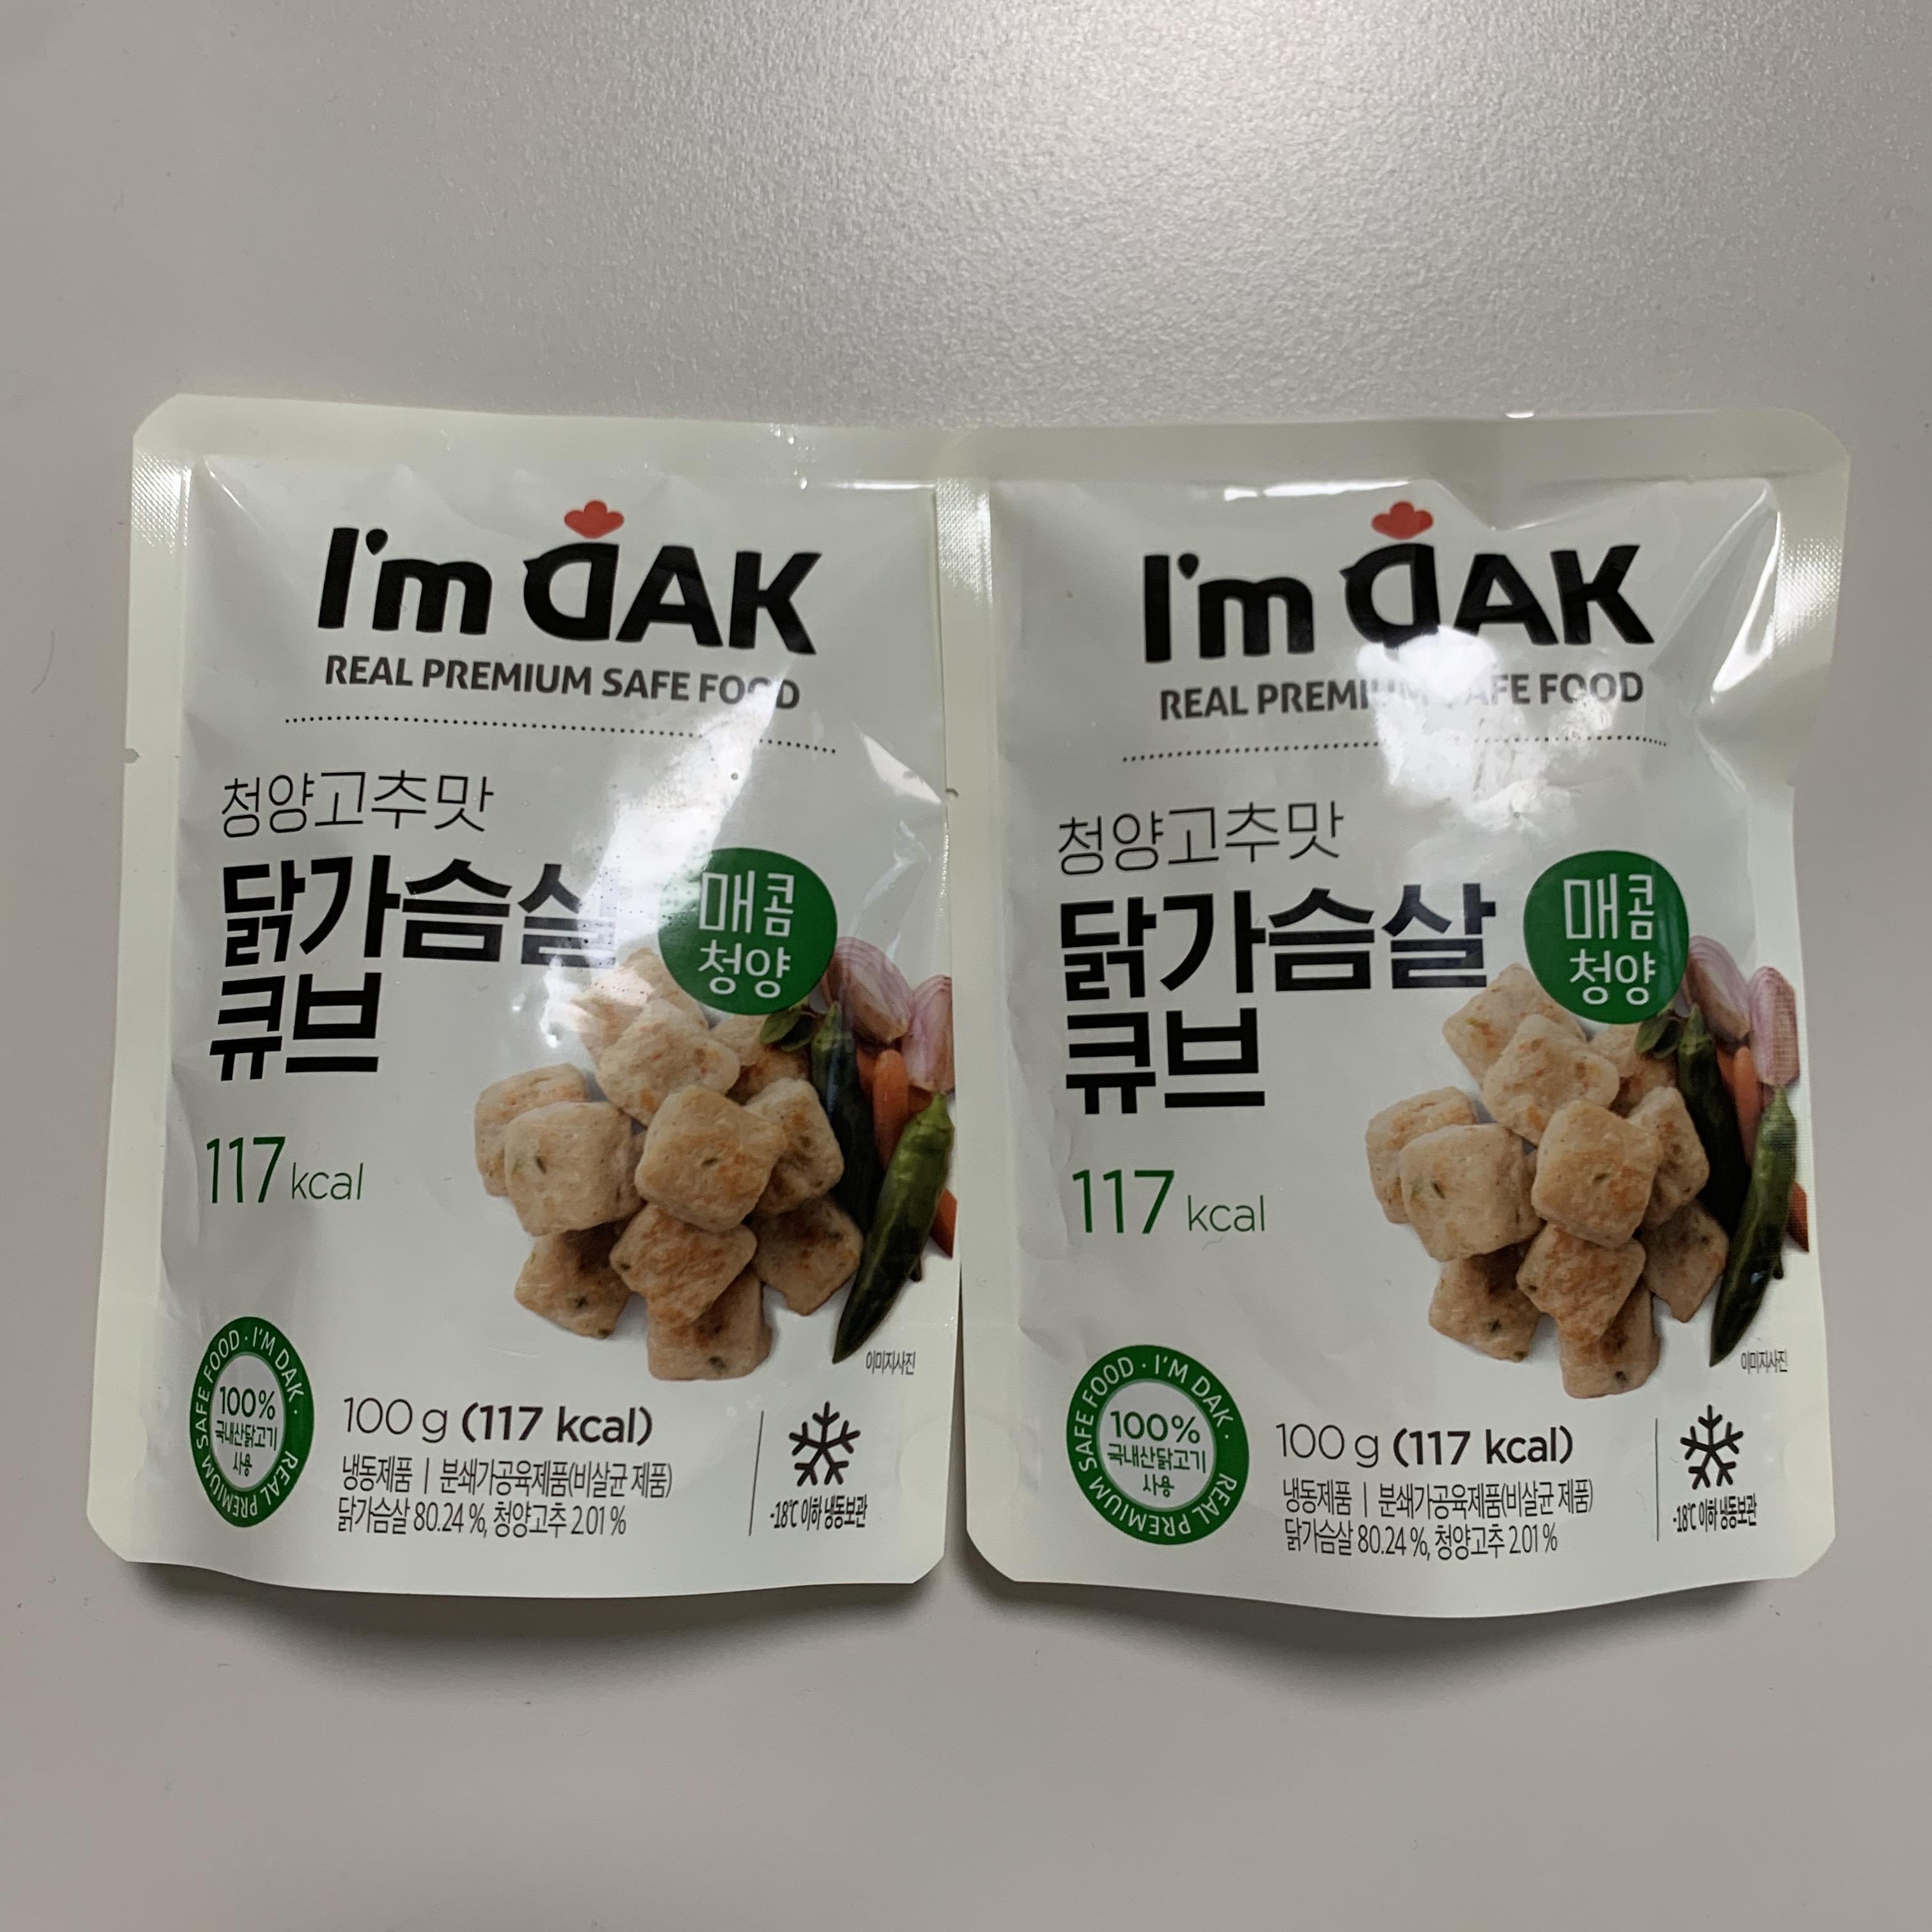 I'm DAK
REAL PREMIUM SAFE FOOD
청양고추맛
닭가슴살
큐브
매콤
청양
117 kcal
이미지사진
SAFE FOOD · I'M DAK · REAL PREMIUM
100%
국내산닭고기
사용
100 g (117 kcal)
냉동제품 | 분쇄가공육제품(비살균 제품)
닭가슴살 80.24 %, 청양고추 2.01 %
-18℃ 이하 냉동보관
I'm DAK
REAL PREMIUM SAFE FOOD
청양고추맛
닭가슴살
큐브
매콤
청양
117 kcal
이미지사진
SAFE FOOD · I'M DAK · REAL PREMIUM
100%
국내산닭고기
사용
100 g (117 kcal)
냉동제품 | 분쇄가공육제품(비살균 제품)
닭가슴살 80.24 %, 청양고추 2.01 %
-18℃ 이하 냉동보관